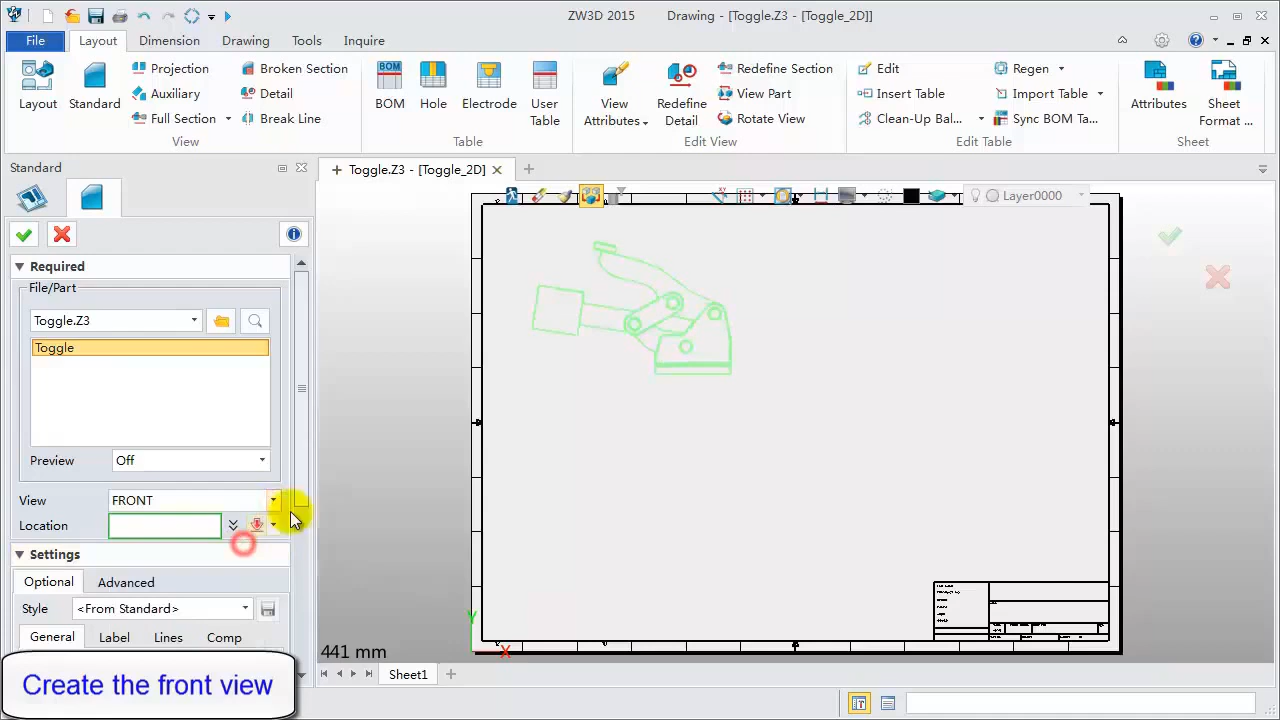 ZW3D 2015 Drawing - [Toggle.Z3 - [Toggle_2D]]
File Layout Dimension Drawing Tools Inquire
Layout
Standard
Projection
Auxiliary
Full Section
Broken Section
Detail
Break line
View
BOM
BOM
Hole
Electrode
User
Table
Table
View
Attributes
Redefine
Detail
Redefine Section
View Part
Rotate View
Edit View
Edit
Insert Table
Clean-Up Bal...
Regen
Import Table
Sync BOM Ta...
Edit Table
Attributes
Sheet
Format ...
Sheet
Standard
Toggle.Z3 - [Toggle_2D]
Layer0000
Required
File/Part
Toggle.Z3
Toggle
Preview Off
View FRONT
Location
Settings
Optional Advanced
Style <From Standard>
General Label Lines Comp
Create the front view
Y
X
441 mm
Sheet1